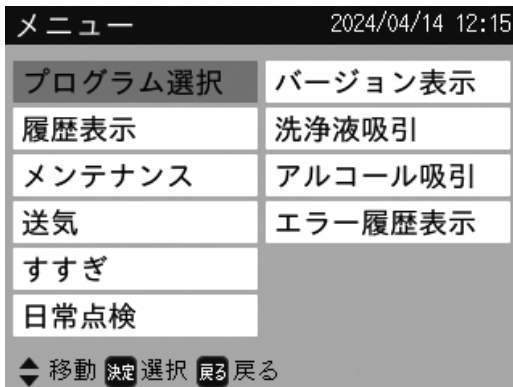 メニュー 2024/04/14 12:15
プログラム選択 バージョン表示
履歴表示 洗浄液吸引
メンテナンス アルコール吸引
送気 エラー履歴表示
すすぎ
日常点検
移動 決定 選択 戻る 戻る